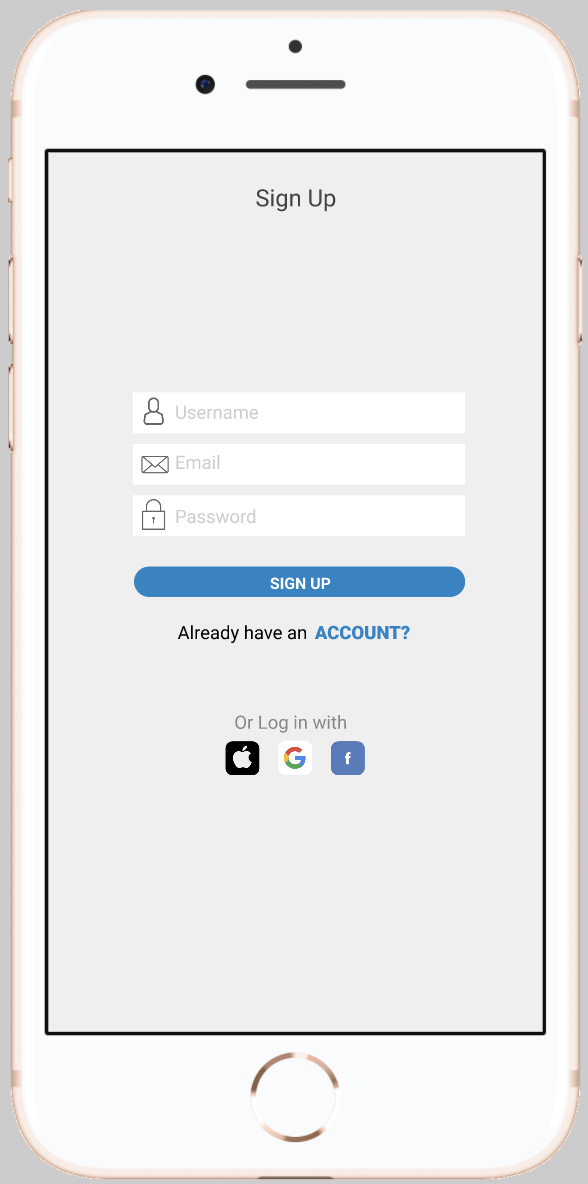 Sign Up
Username
Email
Password
SIGN UP
Already have an ACCOUNT?
Or Log in with
f